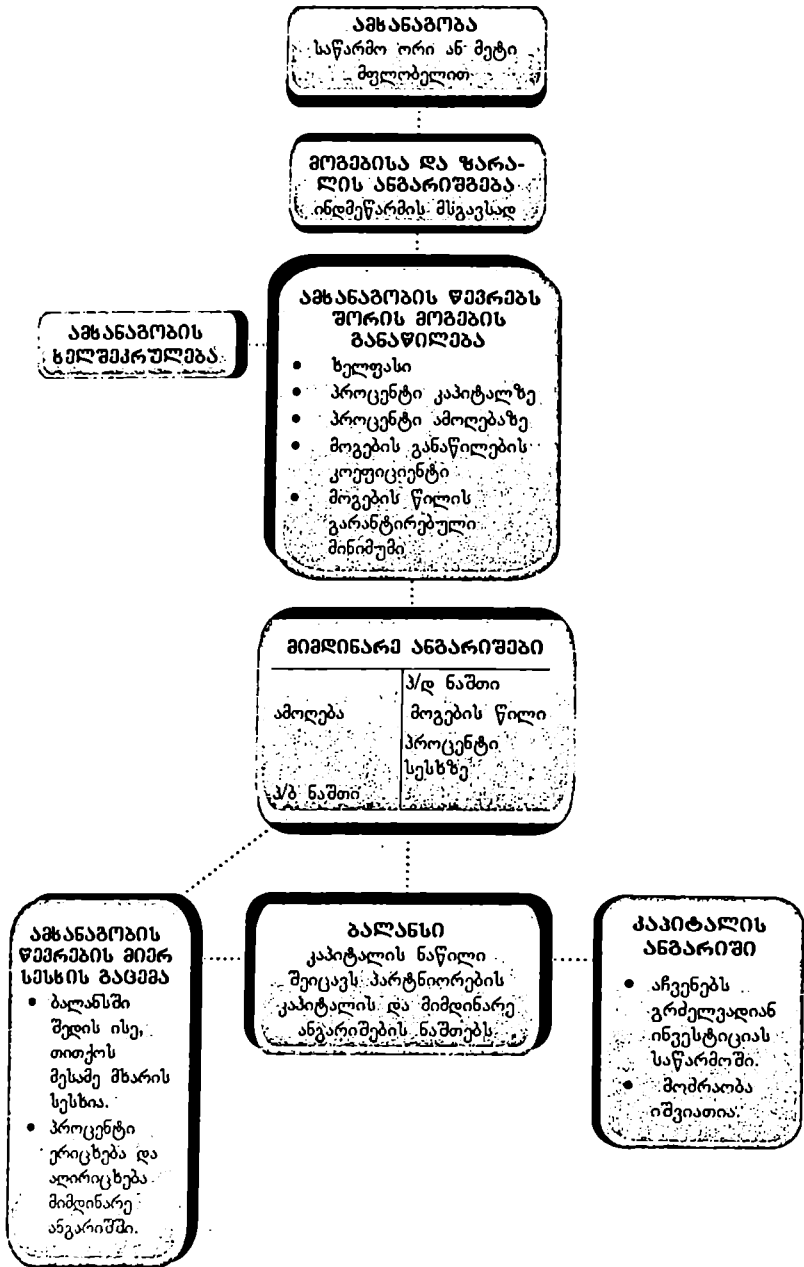 ამხანაგობა
საწარმო ორი ან მეტი
მფლობელით
მოგებისა და ზარა-
ლის ანგარიშგება
ინდმეწარმის მსგავსად
ამხანაგობის წევრებს
შორის მოგების
განაწილება
• ხელფასი
• პროცენტი კაპიტალზე
• პროცენტი ამოღებაზე
• მოგების განაწილების
კოეფიციენტი
• მოგების წილის
გარანტირებული
მინიმუმი
ამხანაგობის
ხელშეკრულება
მიმდინარე ანგარიშები
პ/დ ნაშთი
ამოღება მოგების წილი
პროცენტი
სესხზე
პ/ბ ნაშთი
ამხანაგობის
წევრების მიერ
სესხის გაცემა
• ბალანსში
შედის ისე,
თითქოს
მესამე მხარის
სესხია.
• პროცენტი
ერიცხება და
აღირიცხება
მიმდინარე
ანგარიშში.
ბალანსი
კაპიტალის ნაწილი
შეიცავს პარტნიორების
კაპიტალის და მიმდინარე
ანგარიშების ნაშთებს
კაპიტალის
ანგარიში
• აჩვენებს
გრძელვადიან
ინვესტიციას
საწარმოში.
• მოძრაობა
იშვიათია.